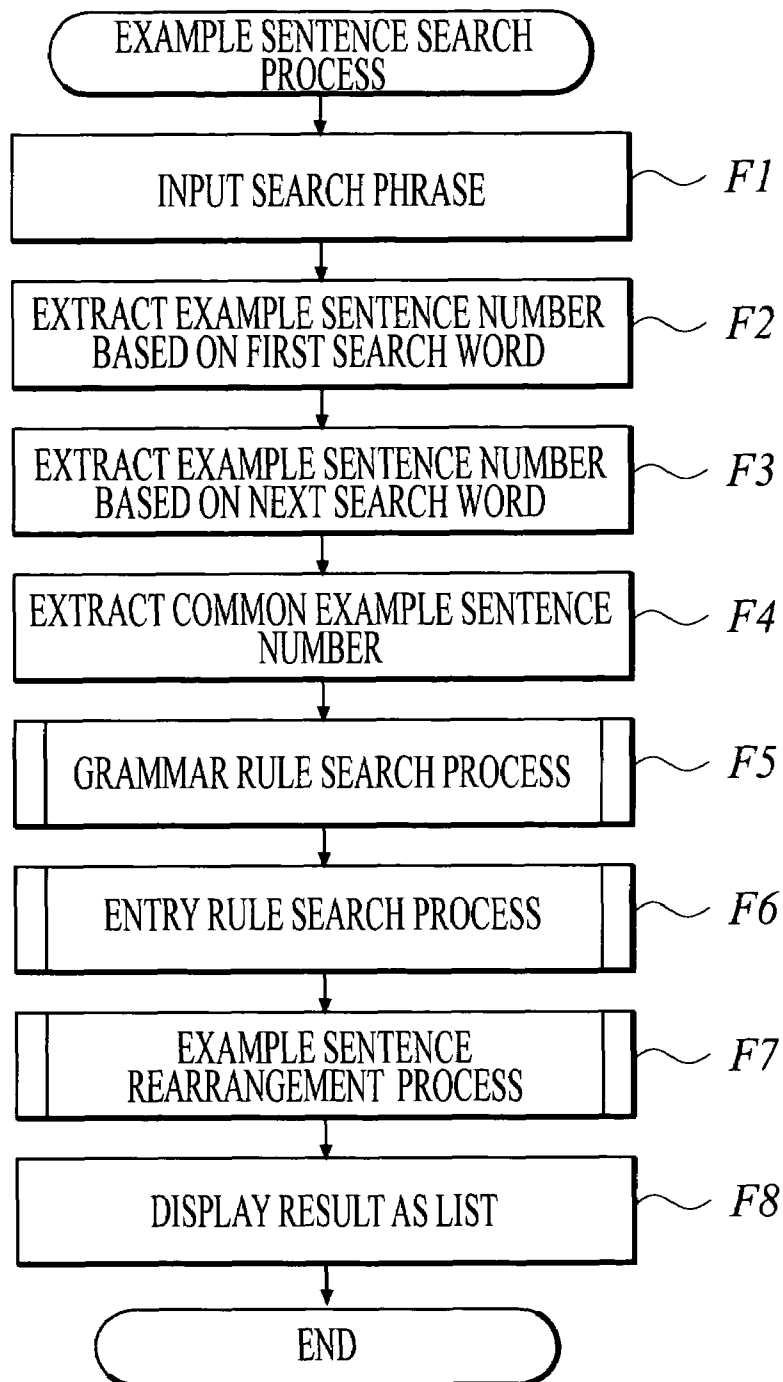 EXAMPLE SENTENCE SEARCH
PROCESS
INPUT SEARCH PHRASE
F1
EXTRACT EXAMPLE SENTENCE NUMBER
BASED ON FIRST SEARCH WORD
F2
EXTRACT EXAMPLE SENTENCE NUMBER
BASED ON NEXT SEARCH WORD
F3
EXTRACT COMMON EXAMPLE SENTENCE
NUMBER
F4
GRAMMAR RULE SEARCH PROCESS
F5
ENTRY RULE SEARCH PROCESS
F6
EXAMPLE SENTENCE
REARRANGEMENT PROCESS
F7
DISPLAY RESULT AS LIST
F8
END